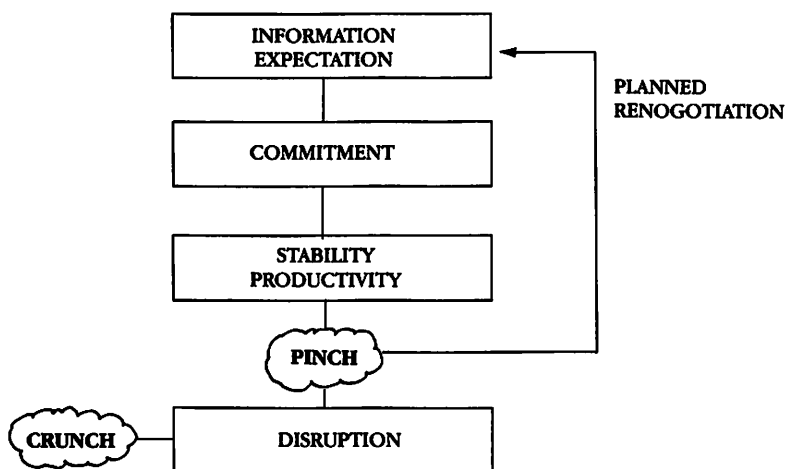 INFORMATION
EXPECTATION
PLANNED
RENOGOTIATION
COMMITMENT
STABILITY
PRODUCTIVITY
PINCH
CRUNCH
DISRUPTION